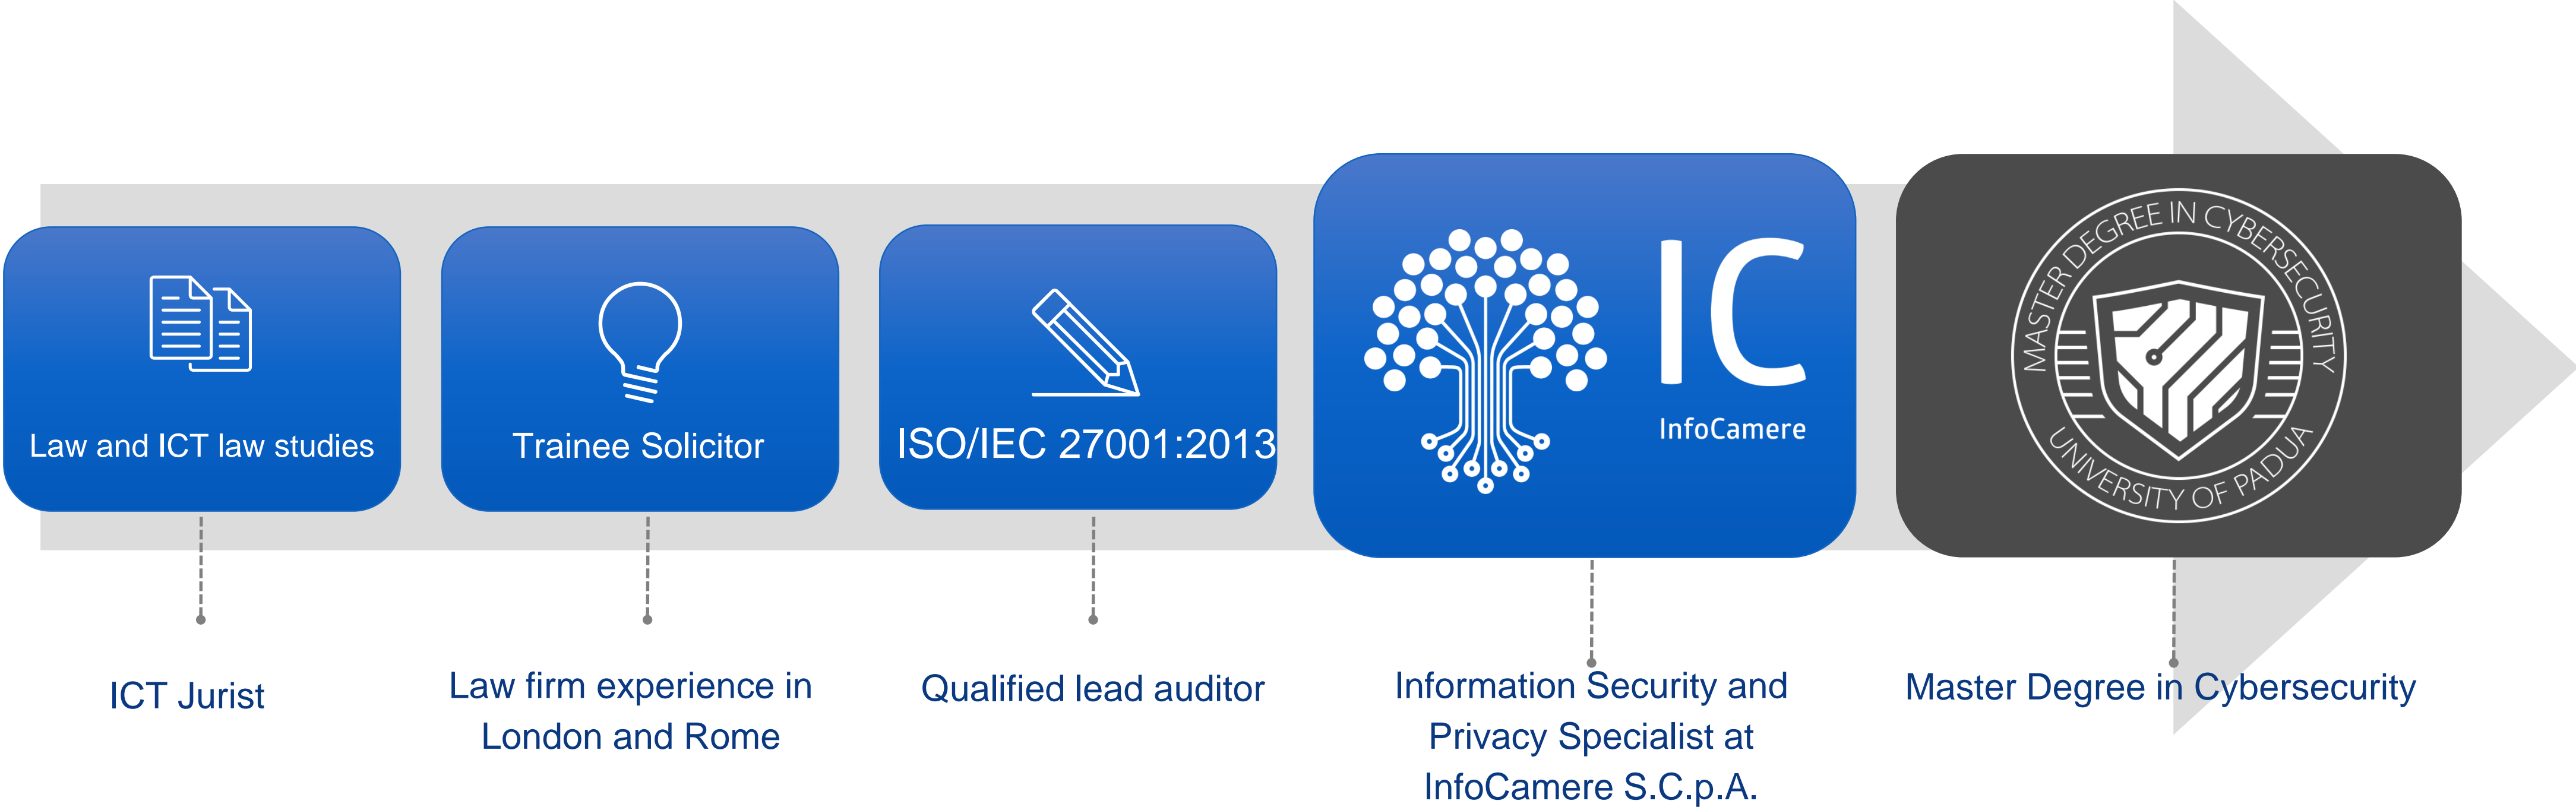 Law and ICT law studies
Trainee Solicitor
ISO/IEC 27001:2013
IC
InfoCamere
MASTER DEGREE IN CYBERSECURITY
UNIVERSITY OF PADUA
ICT Jurist
Law firm experience in
London and Rome
Qualified lead auditor
Information Security and
Privacy Specialist at
InfoCamere S.C.p.A.
Master Degree in Cybersecurity